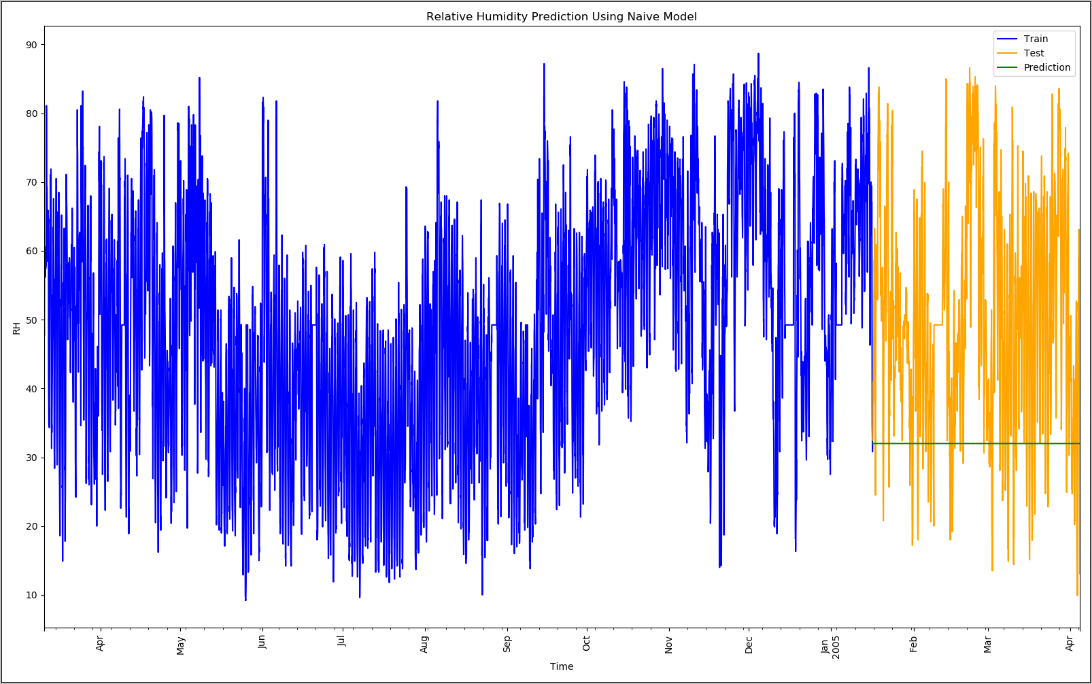 Relative Humidity Prediction Using Naive Model
Train
Test
Prediction
RH
90
80
70
60
50
40
30
20
10
Apr
May
Jun
Jul
Aug
Sep
Oct
Nov
Dec
Jan
2005
Feb
Mar
Apr
Time